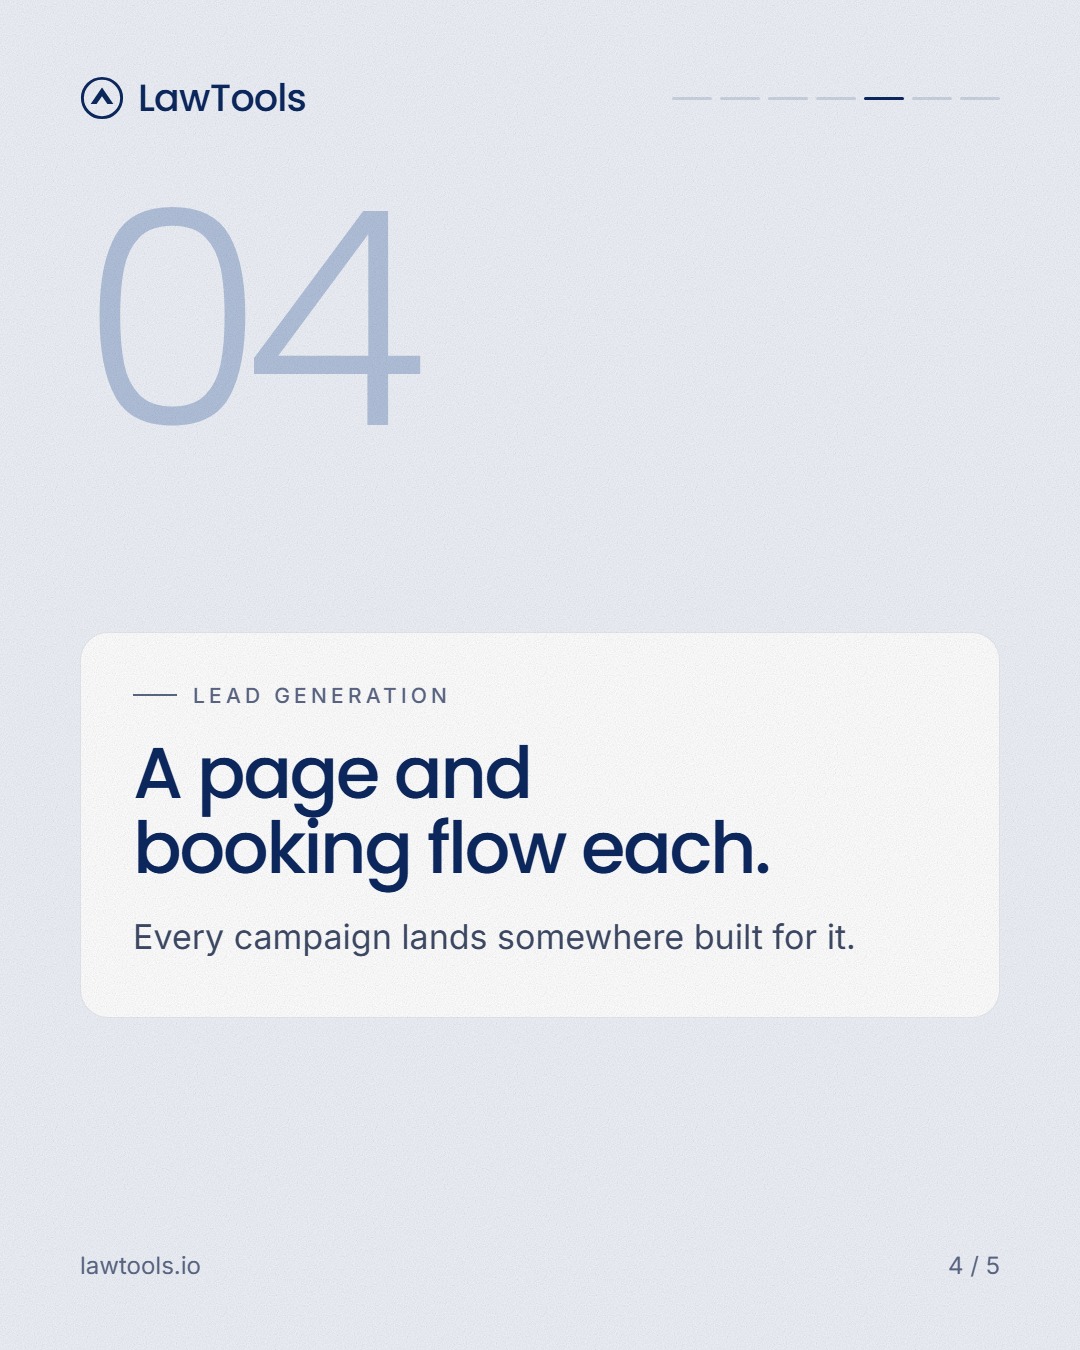 LawTools
04
LEAD GENERATION
A page and
booking flow each.
Every campaign lands somewhere built for it.
lawtools.io
4 / 5